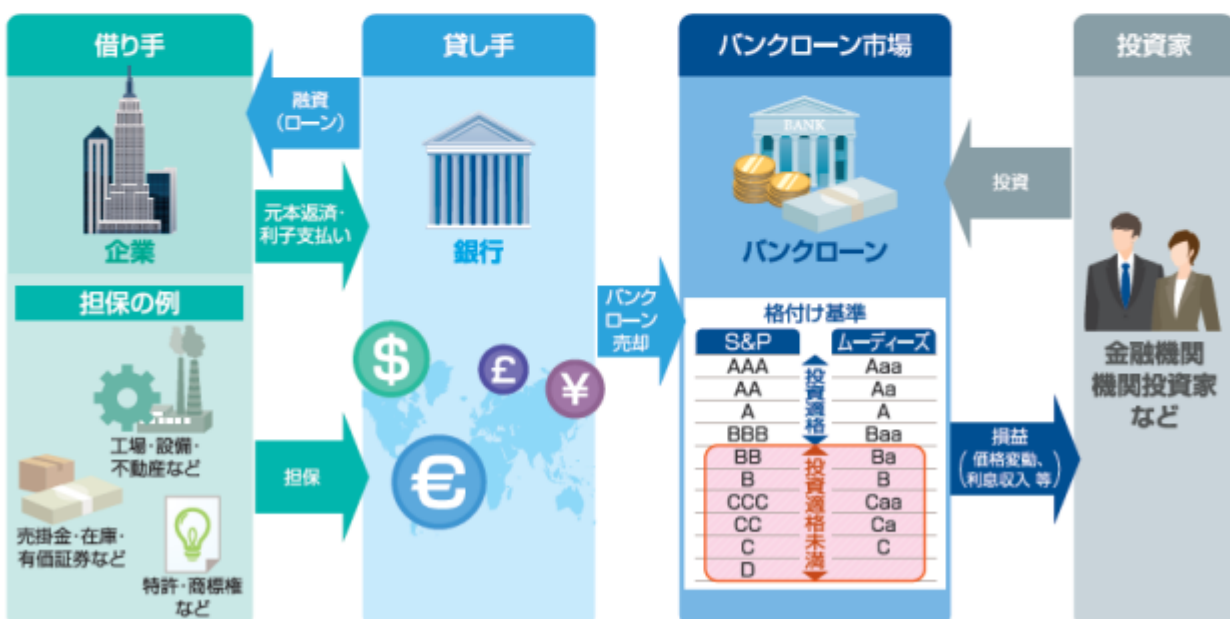 借り手
融資
（ローン）
元本返済・
利子支払い
企業
担保の例
工場・設備・
不動産など
売掛金・在庫・
有価証券など
特許・商標権
など
担保
貸し手
銀行
$
£
¥
€
バンク
ローン
売却
バンクローン市場
BANK
バンクローン
格付け基準
S&P
ムーディーズ
AAA
Aaa
AA
Aa
A
A
BBB
Baa
投資適格
BB
Ba
B
B
CCC
Caa
CC
Ca
C
C
D
投資適格未満
投資家
投資
金融機関
機関投資家
など
損益
（価格変動、
利息収入 等）